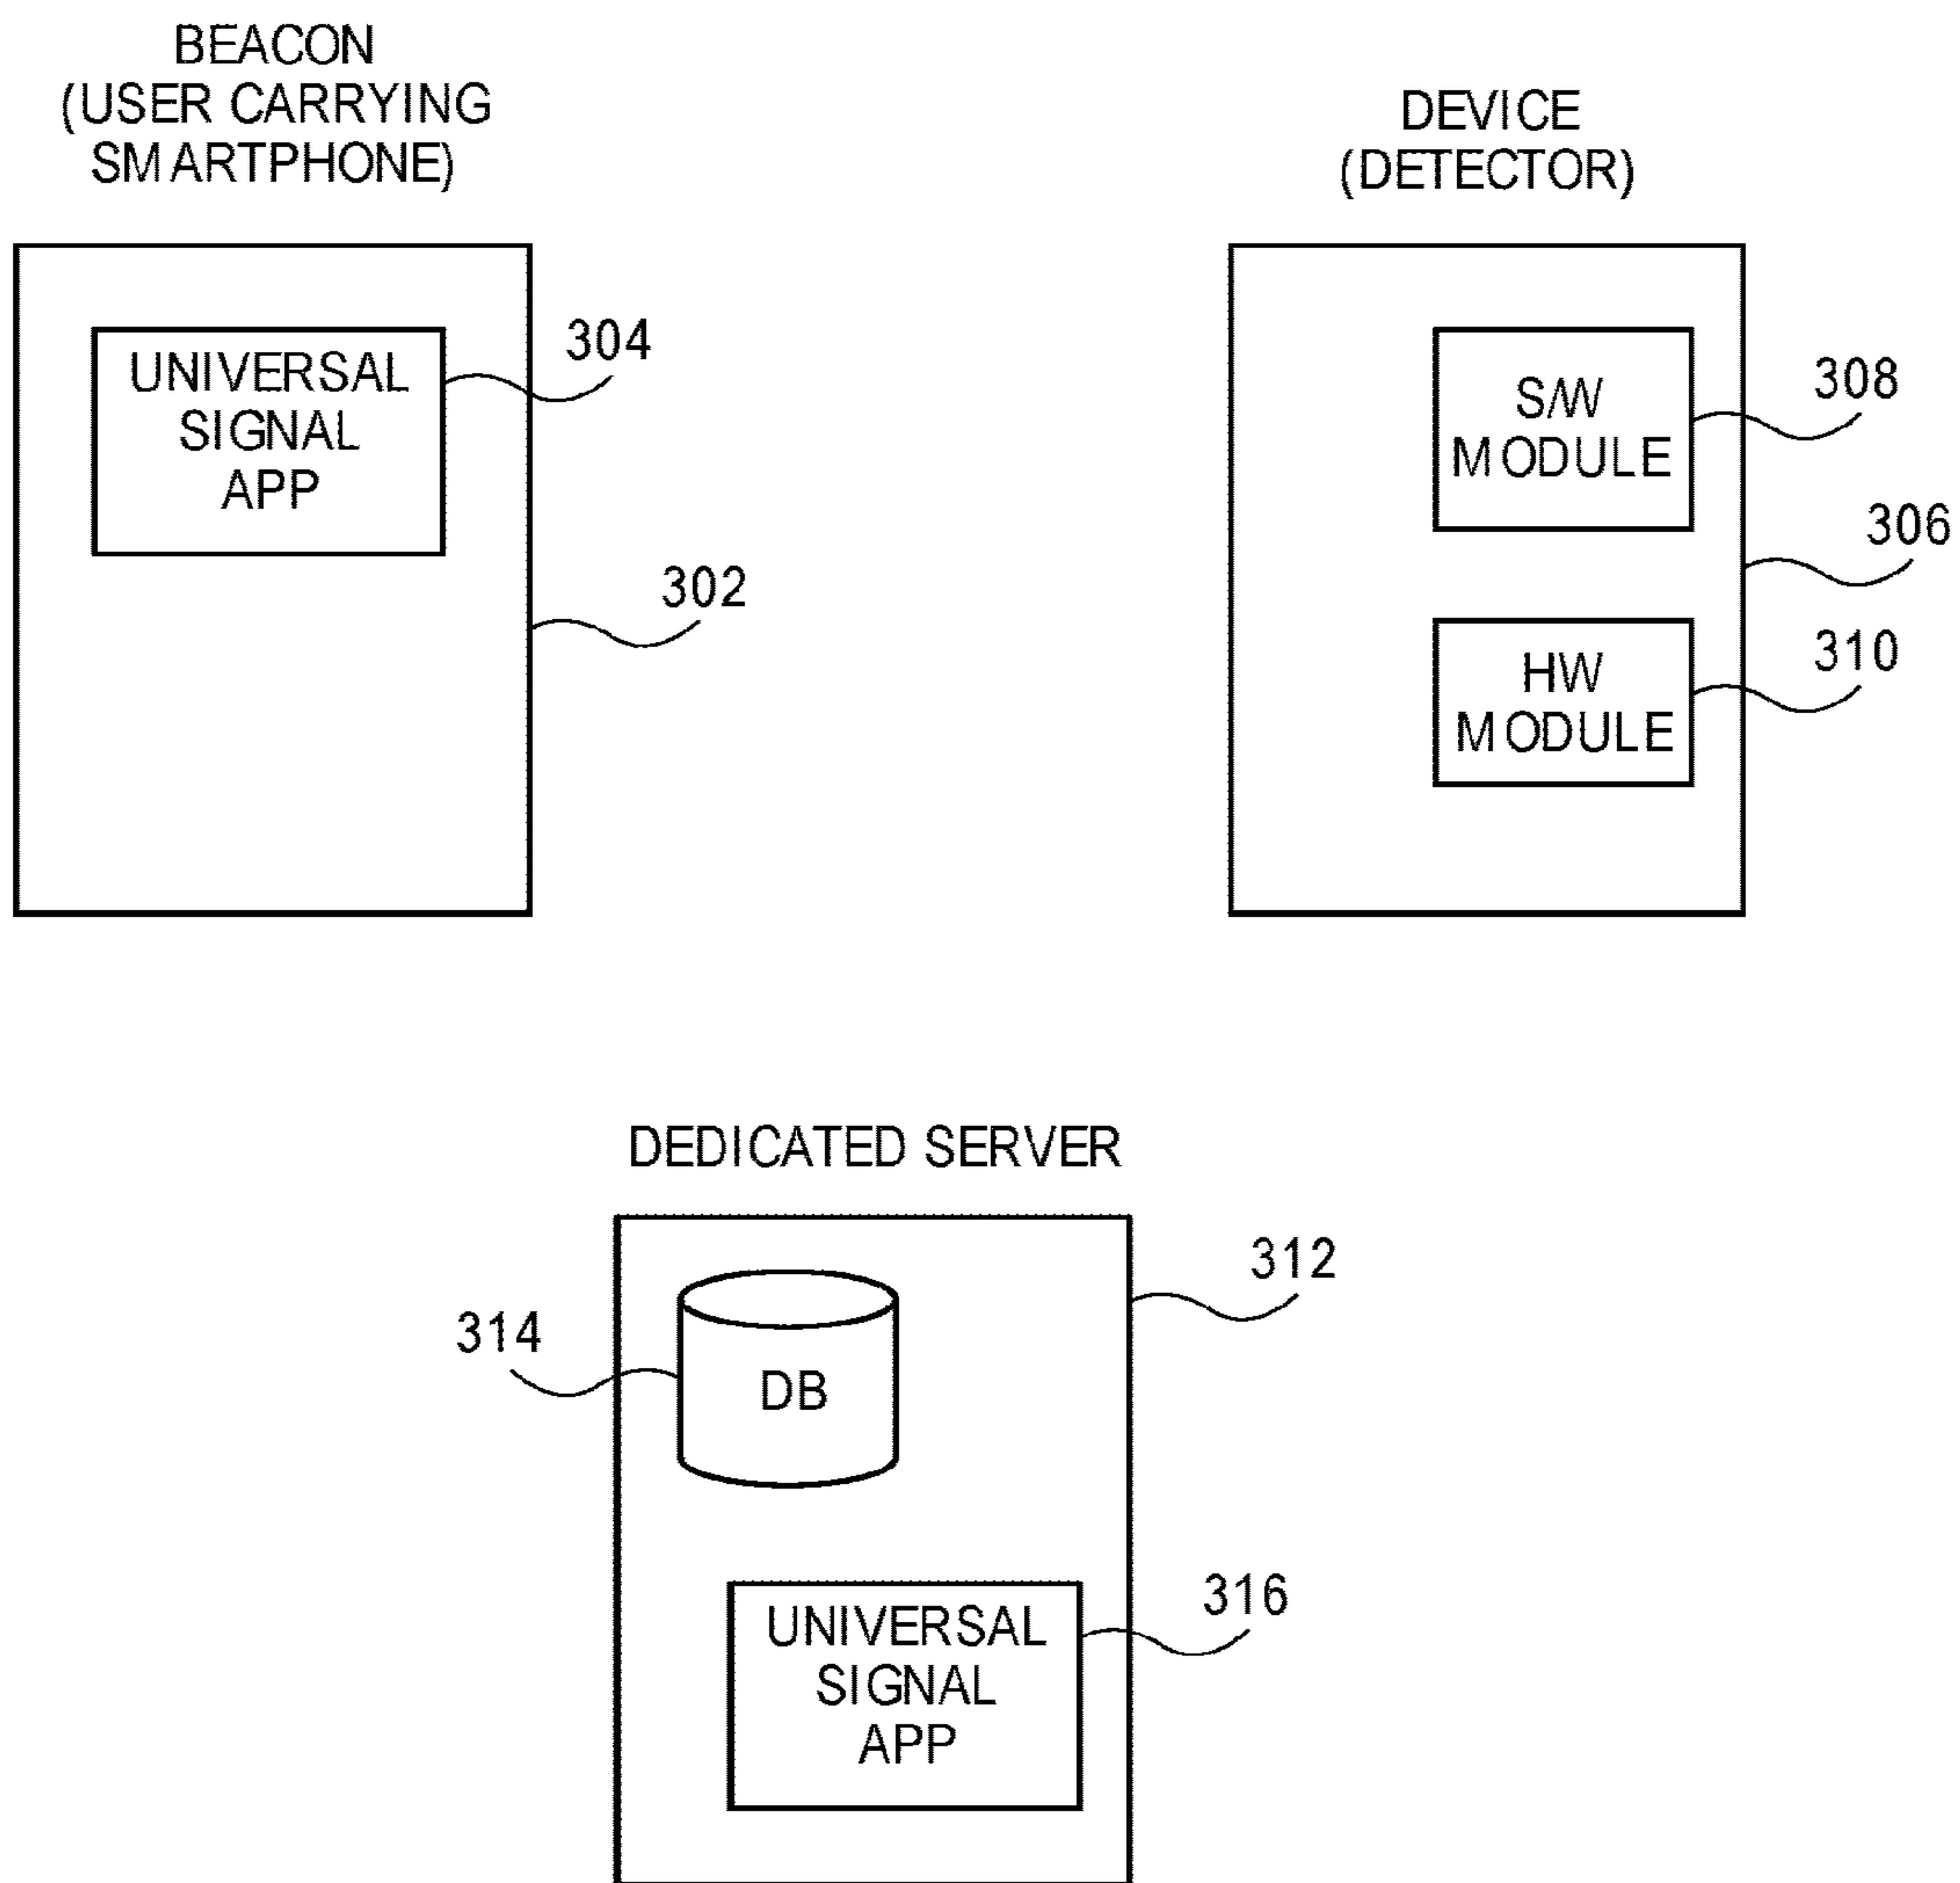 BEACON
(USER CARRYING
SMARTPHONE)
DEVICE
(DETECTOR)
UNIVERSAL
SIGNAL
APP
304
302
S/W
MODULE
308
306
HW
MODULE
310
DEDICATED SERVER
312
314
DB
UNIVERSAL
SIGNAL
APP
316